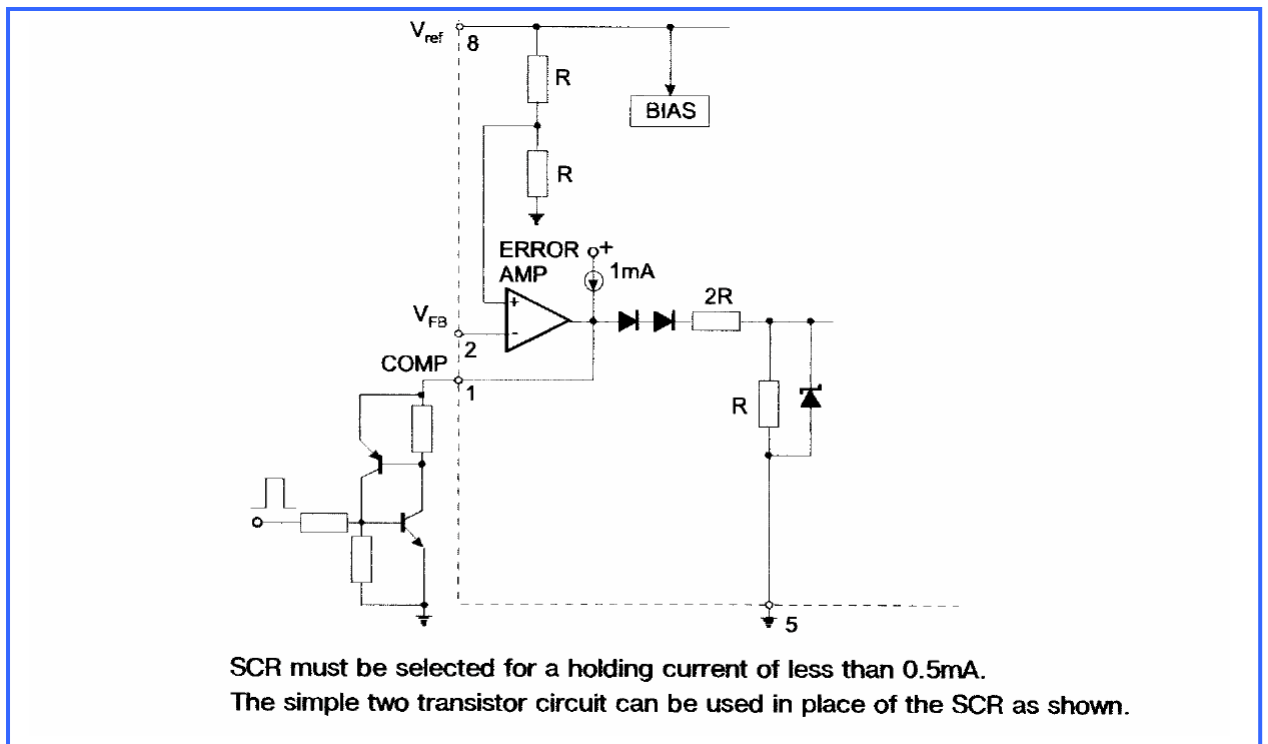 Vref
8
R
BIAS
R
ERROR +
AMP
1mA
2R
VFB
+
-
2
COMP
1
R
5
SCR must be selected for a holding current of less than 0.5mA.
The simple two transistor circuit can be used in place of the SCR as shown.